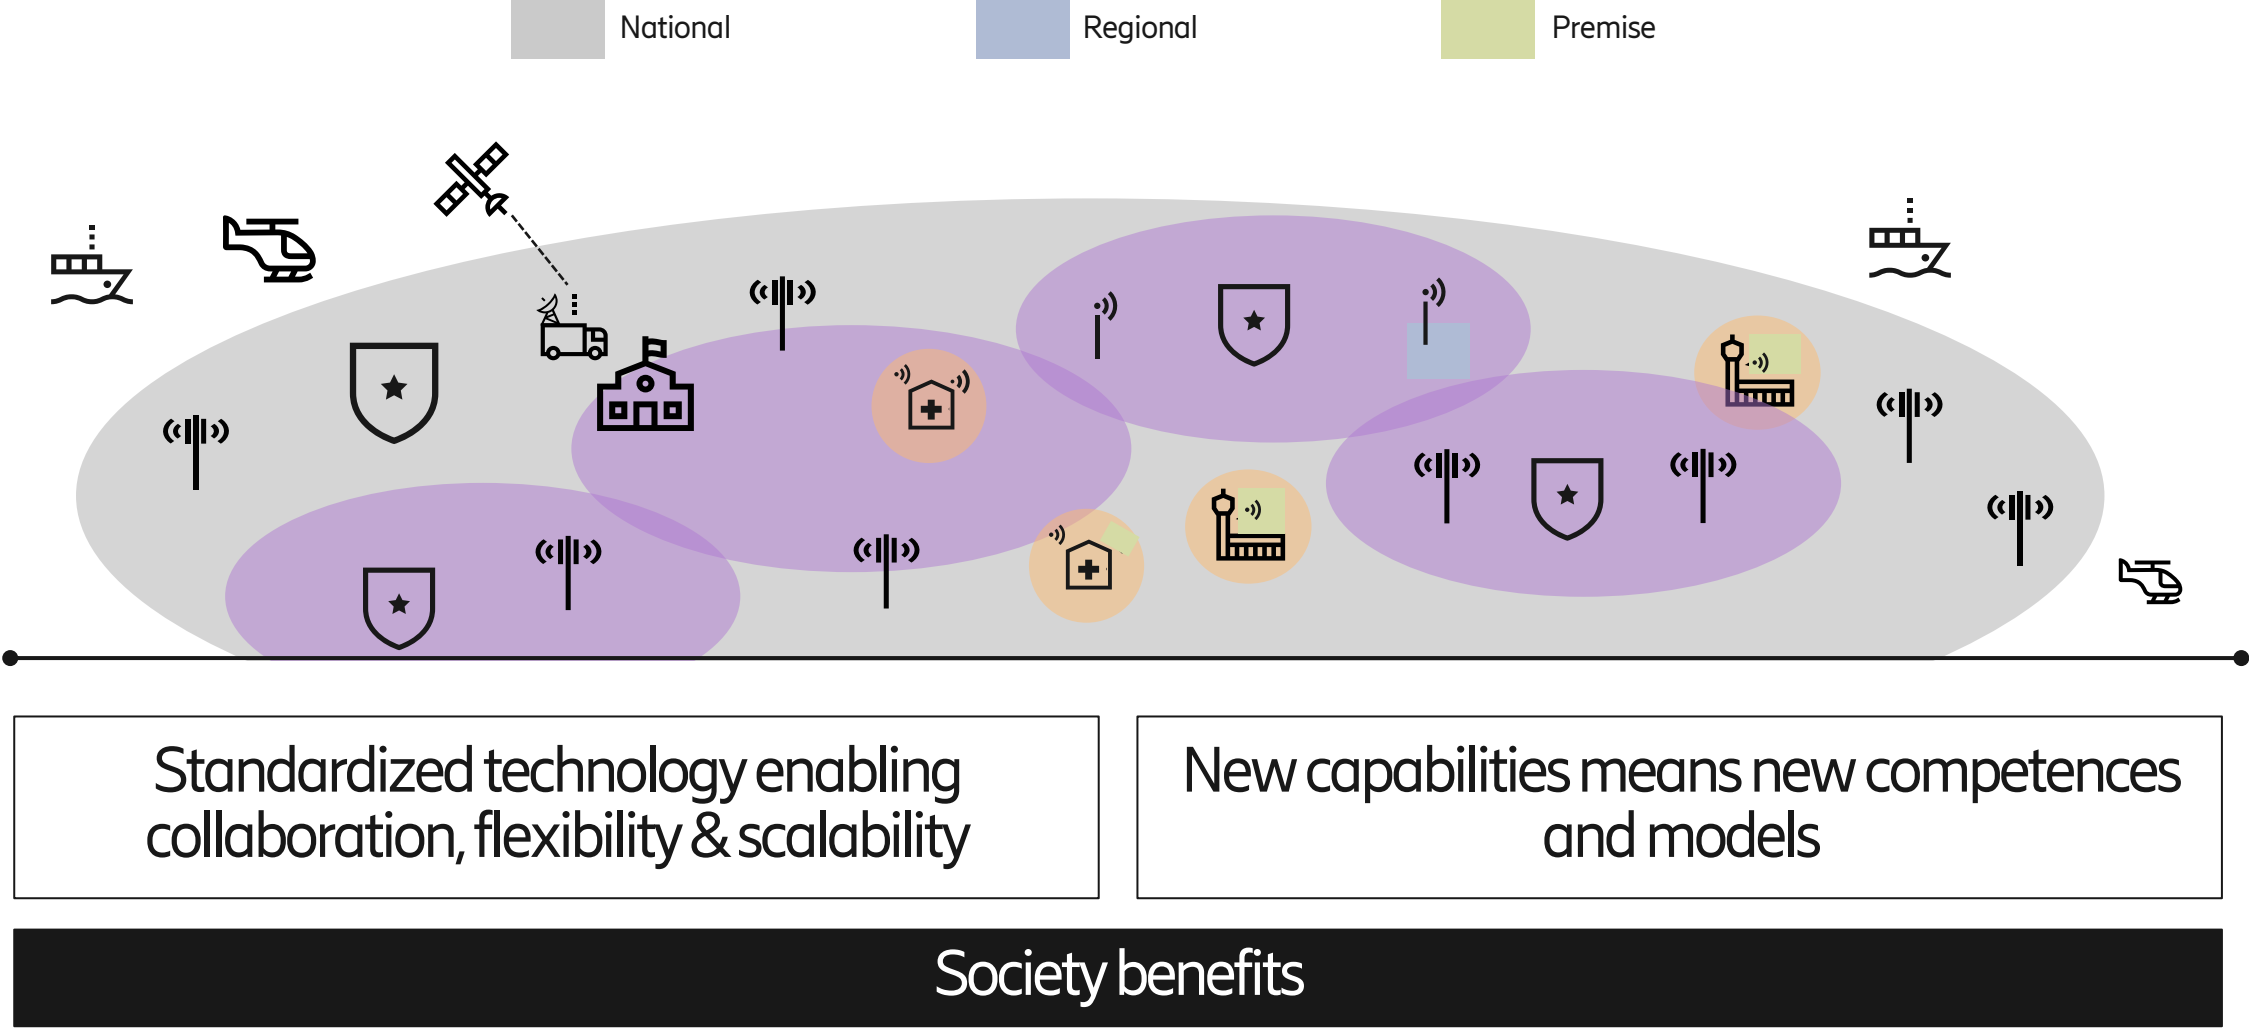 National
Regional
Premise
Standardized technology enabling
collaboration, flexibility & scalability
New capabilities means new competences
and models
Society benefits